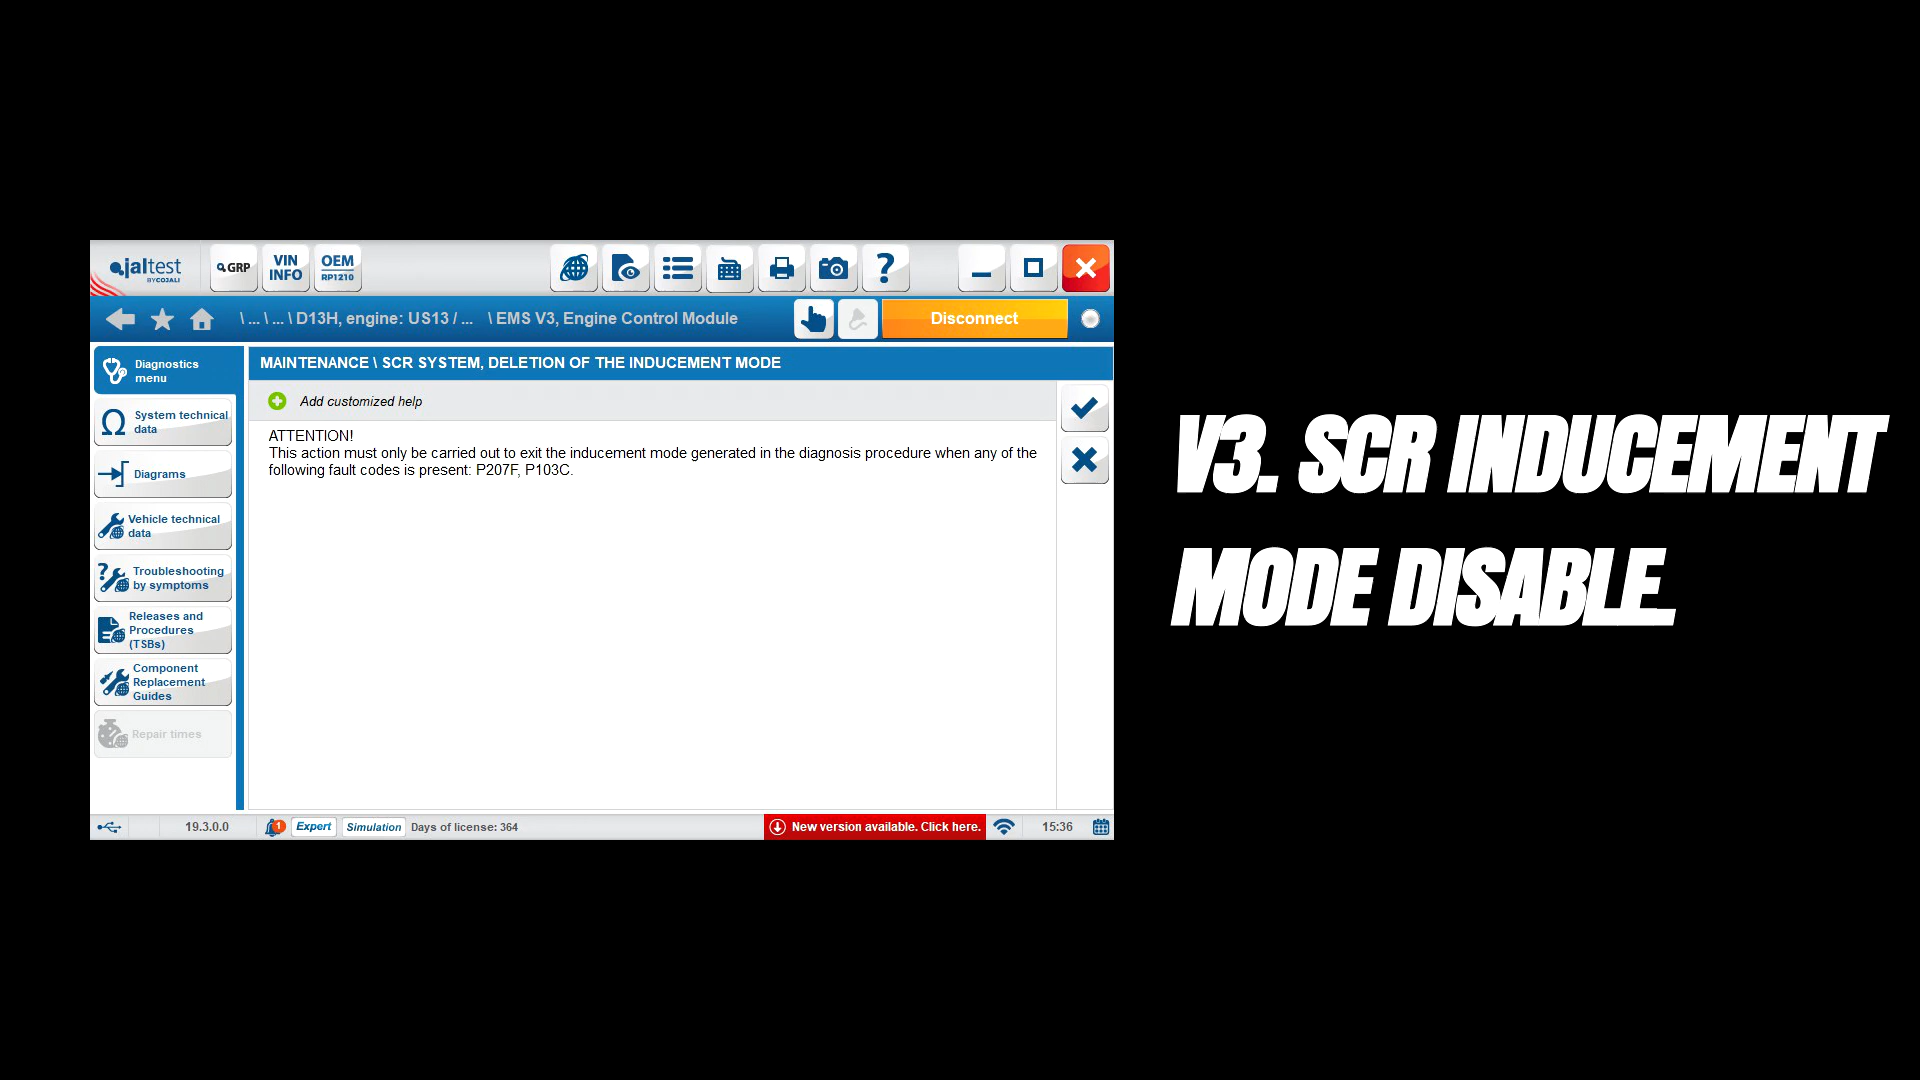 jaltest
BY COJALI
GRP
VIN
INFO
OEM
RP1210
?
\ ... \ ... \ D13H, engine: US13 / ... \ EMS V3, Engine Control Module
Disconnect
Diagnostics
menu
System technical
data
Diagrams
Vehicle technical
data
Troubleshooting
by symptoms
Releases and
Procedures
(TSBs)
Component
Replacement
Guides
Repair times
MAINTENANCE \ SCR SYSTEM, DELETION OF THE INDUCEMENT MODE
Add customized help
ATTENTION!
This action must only be carried out to exit the inducement mode generated in the diagnosis procedure when any of the
following fault codes is present: P207F, P103C.
19.3.0.0
1
Expert
Simulation
Days of license: 364
New version available. Click here.
15:36
V3. SCR INDUCEMENT
MODE DISABLE.